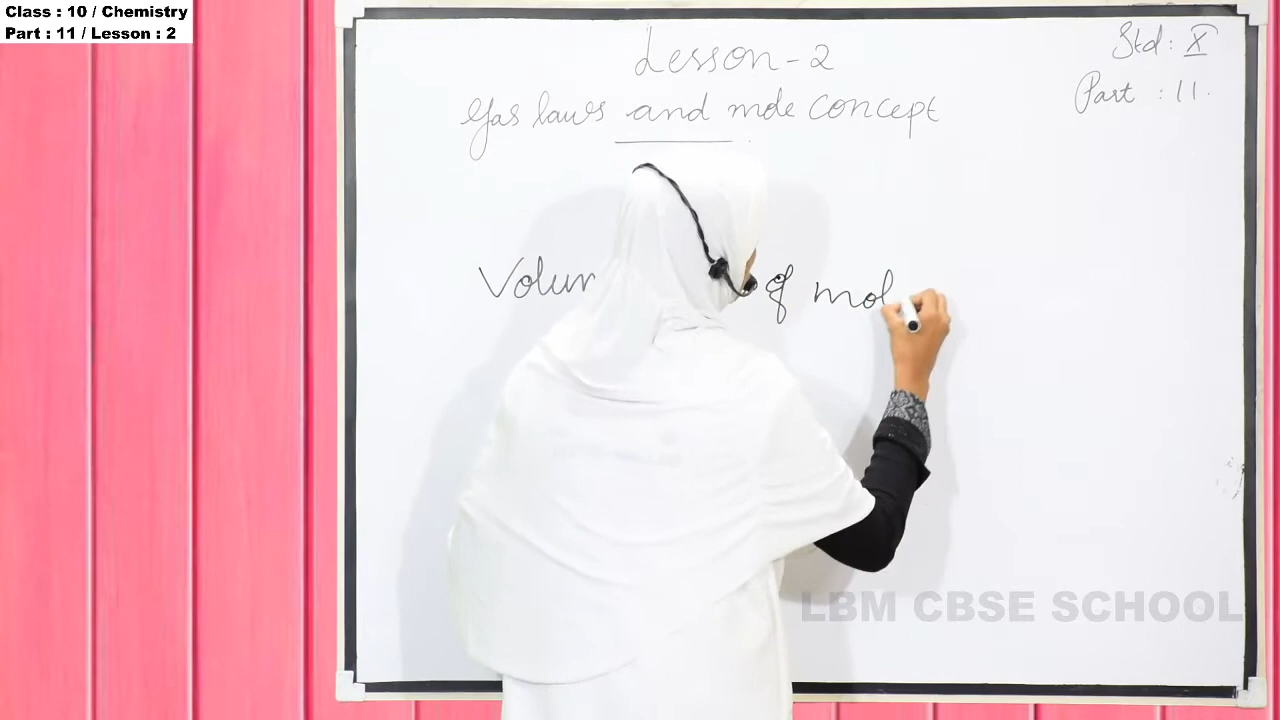 Class : 10 / Chemistry
Part : 11 / Lesson : 2
Lesson - 2
Std : X
Part : 11.
Gas laws and mole concept
of mol
LBM CBSE SCHOOL